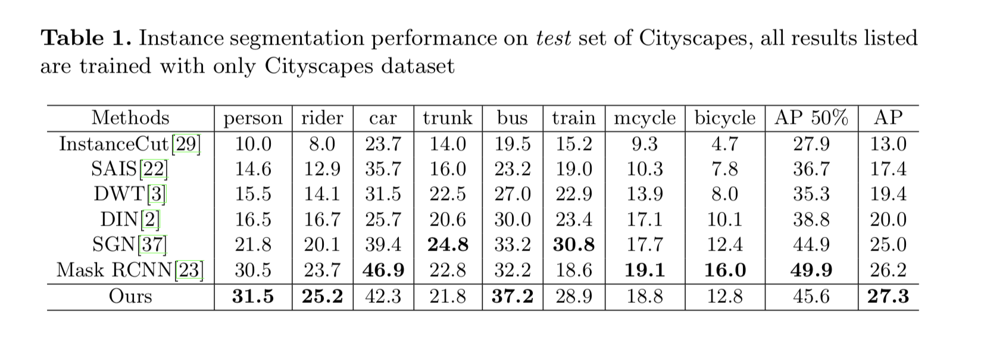 Table 1. Instance segmentation performance on test set of Cityscapes, all results listed
are trained with only Cityscapes dataset
Methods person rider car trunk bus train mcycle bicycle AP 50% AP
InstanceCut[29] 10.0 8.0 23.7 14.0 19.5 15.2 9.3 4.7 27.9 13.0
SAIS[22] 14.6 12.9 35.7 16.0 23.2 19.0 10.3 7.8 36.7 17.4
DWT[3] 15.5 14.1 31.5 22.5 27.0 22.9 13.9 8.0 35.3 19.4
DIN[2] 16.5 16.7 25.7 20.6 30.0 23.4 17.1 10.1 38.8 20.0
SGN[37] 21.8 20.1 39.4 24.8 33.2 30.8 17.7 12.4 44.9 25.0
Mask RCNN[23] 30.5 23.7 46.9 22.8 32.2 18.6 19.1 16.0 49.9 26.2
Ours 31.5 25.2 42.3 21.8 37.2 28.9 18.8 12.8 45.6 27.3